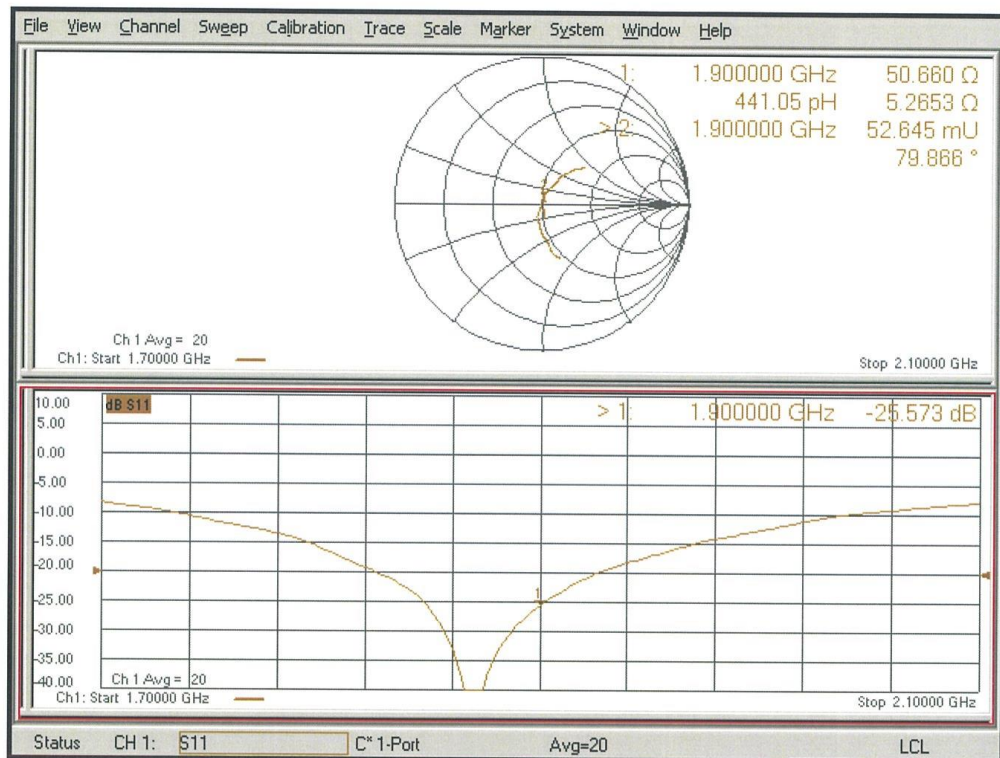 File View Channel Sweep Calibration Trace Scale Marker System Window Help
1: 1.900000 GHz 50.660 Ω
441.05 pH 5.2653 Ω
> 2: 1.900000 GHz 52.645 mU
79.866 °
Ch 1 Avg = 20
Ch1: Start 1.70000 GHz
Stop 2.10000 GHz
10.00
dB S11
> 1: 1.900000 GHz -25.573 dB
5.00
0.00
-5.00
-10.00
-15.00
-20.00
-25.00
1
-30.00
-35.00
-40.00
Ch 1 Avg = 20
Ch1: Start 1.70000 GHz
Stop 2.10000 GHz
Status CH 1: S11 C* 1-Port Avg=20 LCL